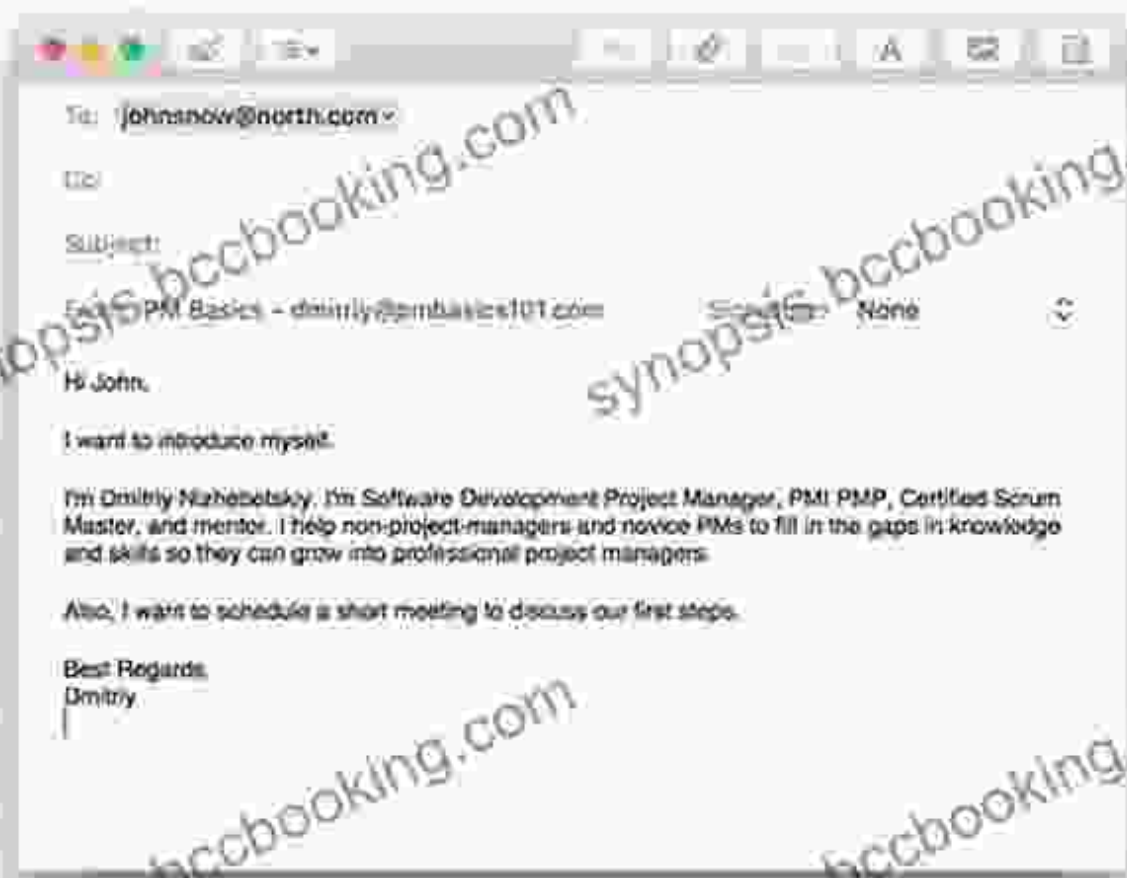 To: johnsnow@north.com
Cc:
Subject:
From: PM Basics – dmitriy@pmbasics101.com Signature: None
Hi John,
I want to introduce myself.
I'm Dmitriy Nizhebetskiy. I'm Software Development Project Manager, PMI PMP, Certified Scrum
Master, and mentor. I help non-project-managers and novice PMs to fill in the gaps in knowledge
and skills so they can grow into professional project managers.
Also, I want to schedule a short meeting to discuss our first steps.
Best Regards,
Dmitriy
synopsis.bccbooking.com
synopsis.bccbooking
bccbooking.com
bccbooking